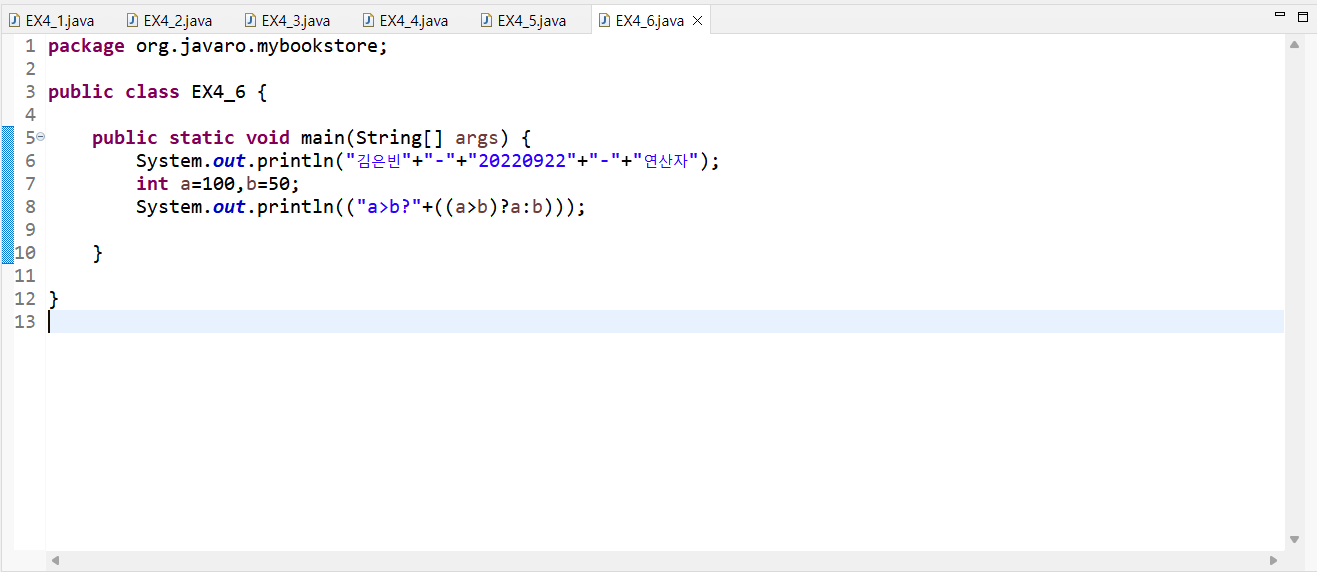 EX4_1.java EX4_2.java EX4_3.java EX4_4.java EX4_5.java EX4_6.java
1 package org.javaro.mybookstore;
2
3 public class EX4_6 {
4
5     public static void main(String[] args) {
6         System.out.println("김은빈"+"-"+"20220922"+"-"+"연산자");
7         int a=100,b=50;
8         System.out.println(("a>b?"+((a>b)?a:b)));
9
10     }
11
12 }
13